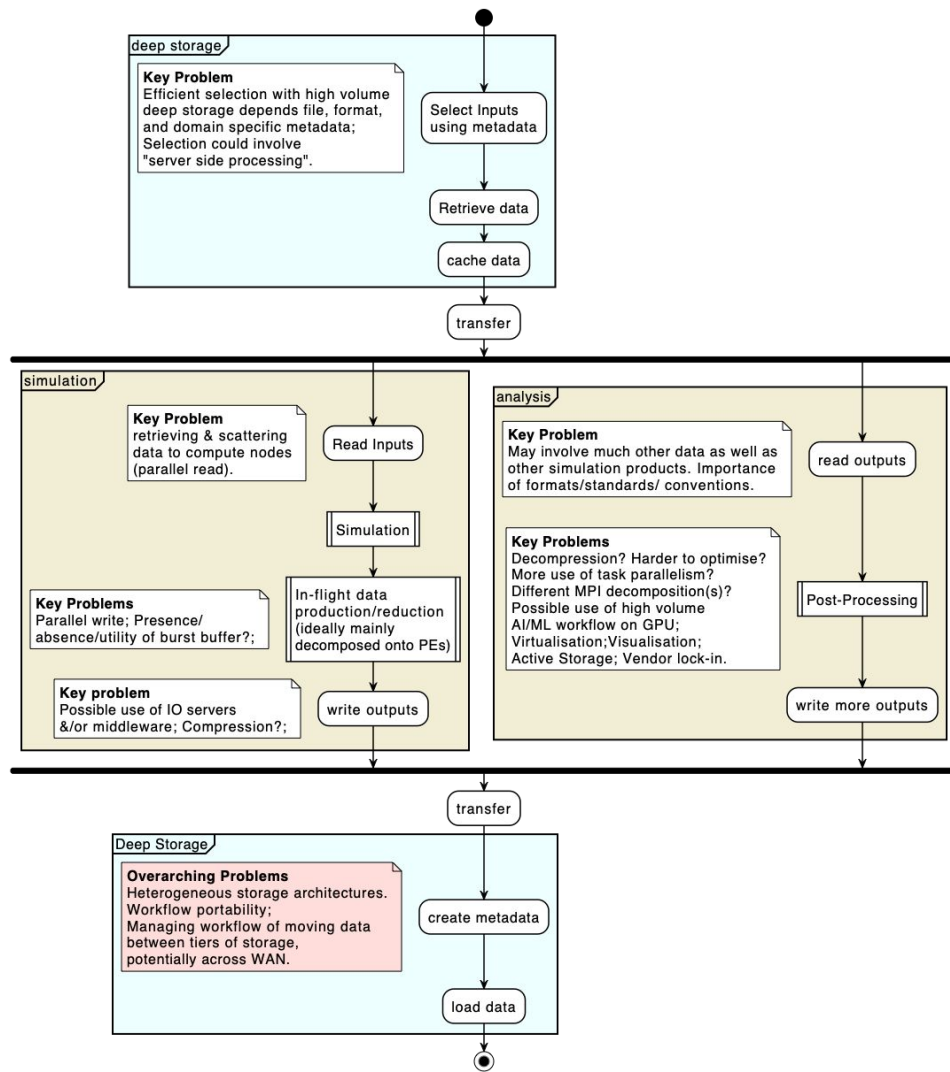 deep storage
Key Problem
Efficient selection with high volume
deep storage depends file, format,
and domain specific metadata;
Selection could involve
"server side processing".
Select Inputs
using metadata
Retrieve data
cache data
transfer
simulation
Key Problem
retrieving & scattering
data to compute nodes
(parallel read).
Read Inputs
Simulation
Key Problems
Parallel write; Presence/
absence/utility of burst buffer?;
In-flight data
production/reduction
(ideally mainly
decomposed onto PEs)
Key problem
Possible use of IO servers
&/or middleware; Compression?;
write outputs
analysis
Key Problem
May involve much other data as well as
other simulation products. Importance
of formats/standards/ conventions.
read outputs
Key Problems
Decompression? Harder to optimise?
More use of task parallelism?
Different MPI decomposition(s)?
Possible use of high volume
AI/ML workflow on GPU;
Virtualisation;Visualisation;
Active Storage; Vendor lock-in.
Post-Processing
write more outputs
transfer
Deep Storage
Overarching Problems
Heterogeneous storage architectures.
Workflow portability;
Managing workflow of moving data
between tiers of storage,
potentially across WAN.
create metadata
load data